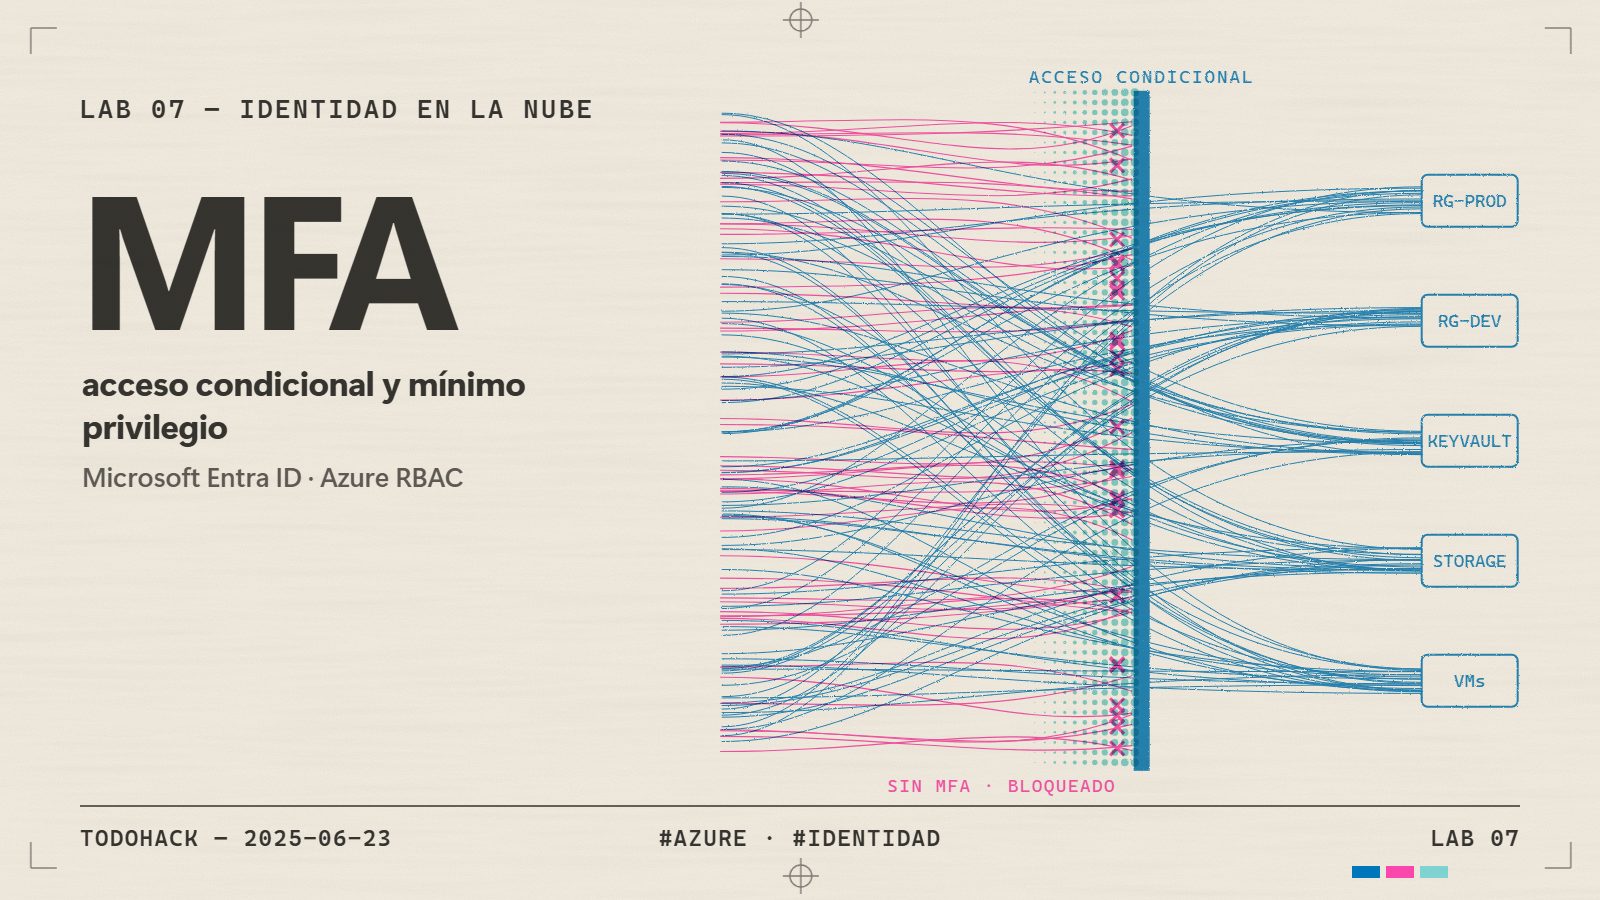 LAB 07 — IDENTIDAD EN LA NUBE
MFA
acceso condicional y mínimo
privilegio
Microsoft Entra ID · Azure RBAC
ACCESO CONDICIONAL
RG-PROD
RG-DEV
KEYVAULT
STORAGE
VMs
SIN MFA · BLOQUEADO
TODOHACK — 2025-06-23
#AZURE · #IDENTIDAD
LAB 07